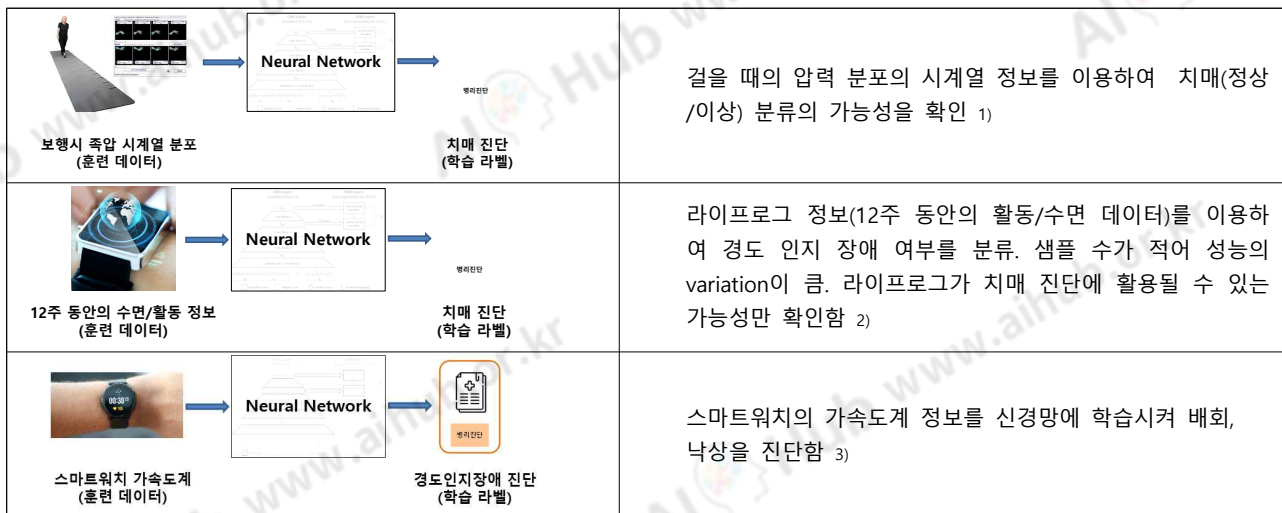 Neural Network
병리진단
보행시 족압 시계열 분포
(훈련 데이터)
치매 진단
(학습 라벨)
걸을 때의 압력 분포의 시계열 정보를 이용하여 치매(정상
/이상) 분류의 가능성을 확인 1)
Neural Network
병리진단
12주 동안의 수면/활동 정보
(훈련 데이터)
치매 진단
(학습 라벨)
라이프로그 정보(12주 동안의 활동/수면 데이터)를 이용하
여 경도 인지 장애 여부를 분류. 샘플 수가 적어 성능의
variation이 큼. 라이프로그가 치매 진단에 활용될 수 있는
가능성만 확인함 2)
00:30
Neural Network
병리진단
스마트워치 가속도계
(훈련 데이터)
경도인지장애 진단
(학습 라벨)
스마트워치의 가속도계 정보를 신경망에 학습시켜 배회,
낙상을 진단함 3)
AI Hub www.aihub.or.kr